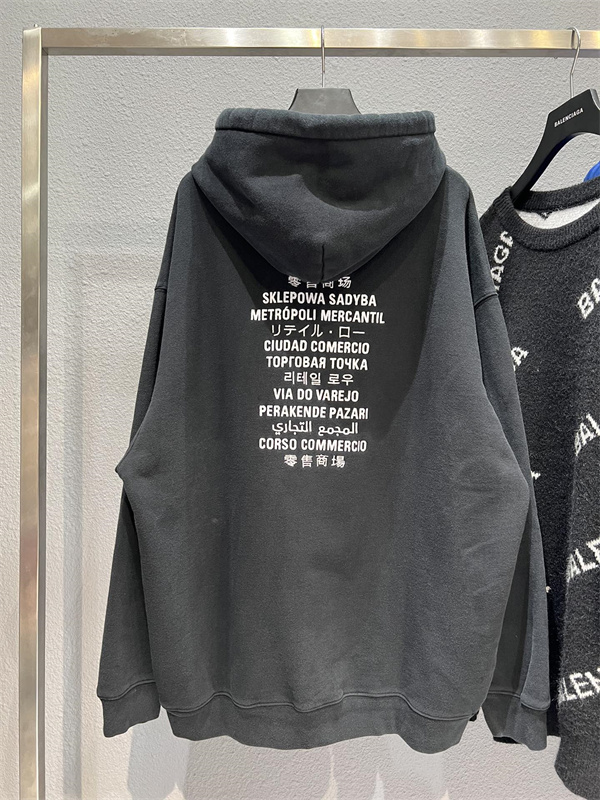 零售商场
SKLEPOWA SADYBA
METRÓPOLI MERCANTIL
リテイル・ロー
CIUDAD COMERCIO
ТОРГОВАЯ ТОЧКА
리테일 로우
VIA DO VAREJO
PERAKENDE PAZARI
المجمع التجاري
CORSO COMMERCIO
零售商場
BALENCIAGA